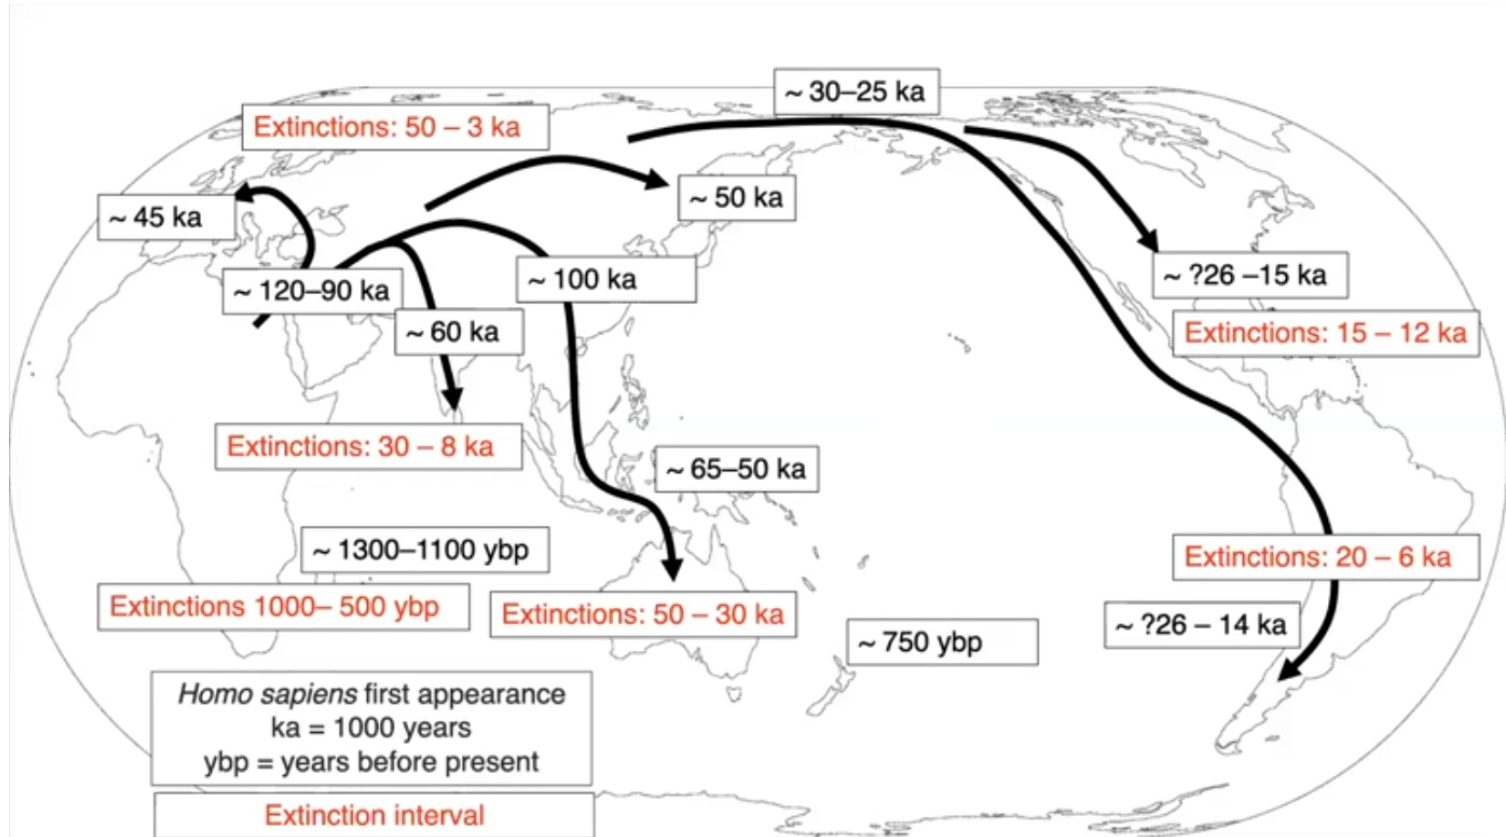 ~ 30–25 ka
Extinctions: 50 – 3 ka
~ 50 ka
~ 45 ka
~ ?26 –15 ka
~ 100 ka
~ 120–90 ka
~ 60 ka
Extinctions: 15 – 12 ka
Extinctions: 30 – 8 ka
~ 65–50 ka
~ 1300–1100 ybp
Extinctions: 20 – 6 ka
Extinctions 1000– 500 ybp
Extinctions: 50 – 30 ka
~ ?26 – 14 ka
~ 750 ybp
Homo sapiens first appearance
ka = 1000 years
ybp = years before present
Extinction interval